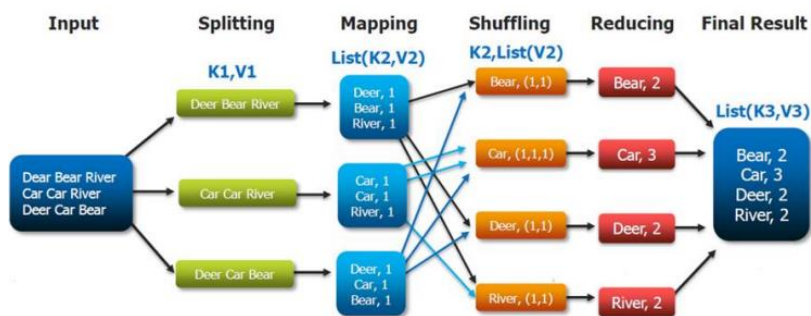 Input
Splitting
Mapping
Shuffling
Reducing
Final Result
K1,V1
List(K2,V2)
K2,List(V2)
List(K3,V3)
Dear Bear River
Car Car River
Deer Car Bear
Deer Bear River
Car Car River
Deer Car Bear
Deer, 1
Bear, 1
River, 1
Car, 1
Car, 1
River, 1
Deer, 1
Car, 1
Bear, 1
Bear, (1,1)
Car, (1,1,1)
Deer, (1,1)
River, (1,1)
Bear, 2
Car, 3
Deer, 2
River, 2
Bear, 2
Car, 3
Deer, 2
River, 2